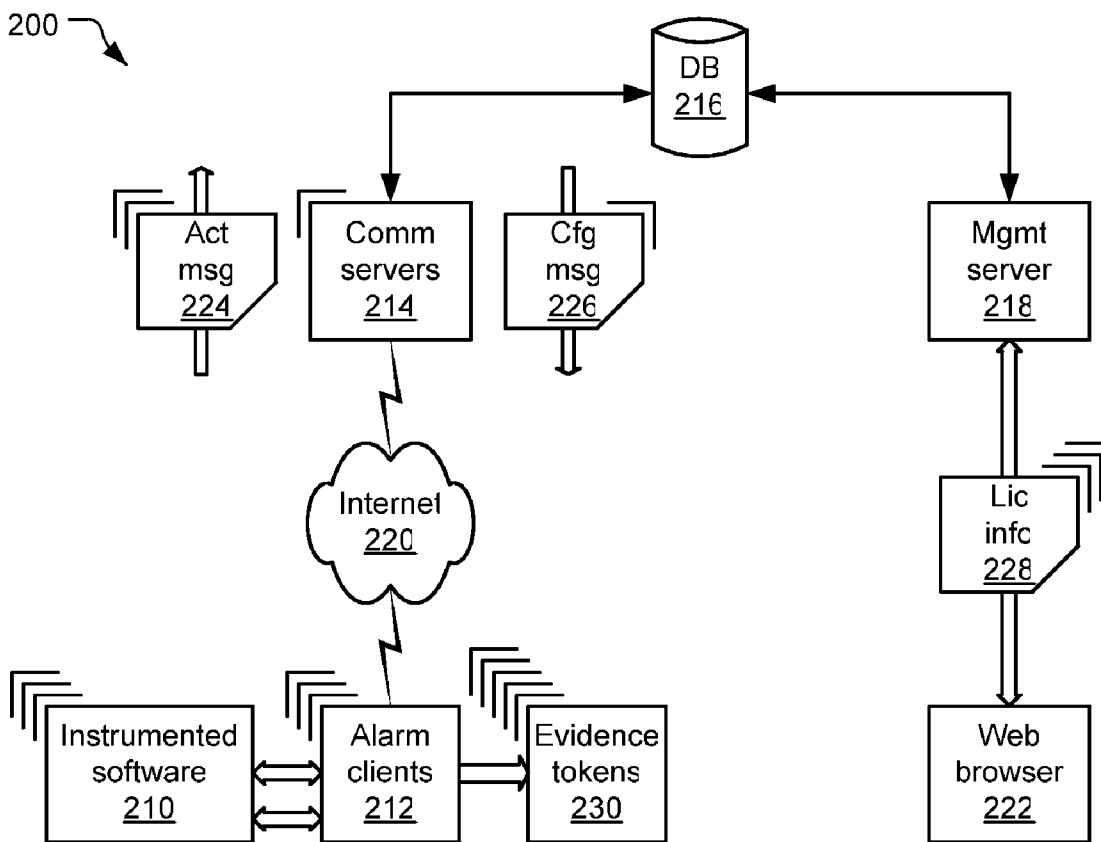 200
DB
216
Act
msg
224
Comm
servers
214
Cfg
msg
226
Mgmt
server
218
Internet
220
Lic
info
228
Instrumented
software
210
Alarm
clients
212
Evidence
tokens
230
Web
browser
222